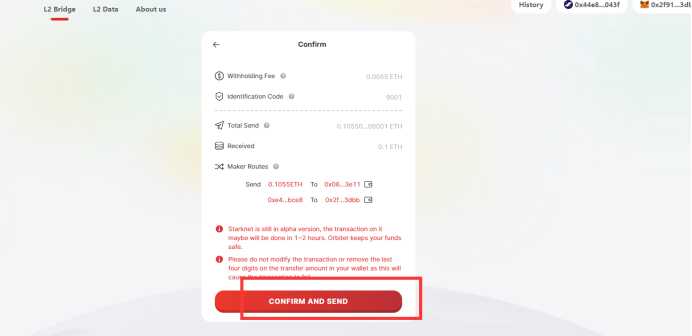 L2 Bridge L2 Data About us History 0x44e8...043f 0x2f91...3db
Confirm
Withholding Fee 0.0055 ETH
Identification Code 9001
Total Send 0.10550...09001 ETH
Received 0.1 ETH
Maker Routes
Send 0.1055ETH To 0x06...3e11
0xe4...bce8 To 0x2f...3dbb
Starknet is still in alpha version, the transaction on it
maybe will be done in 1~2 hours. Orbiter keeps your funds
safe.
Please do not modify the transaction or remove the last
four digits on the transfer amount in your wallet as this will
cause the transaction to fail
CONFIRM AND SEND